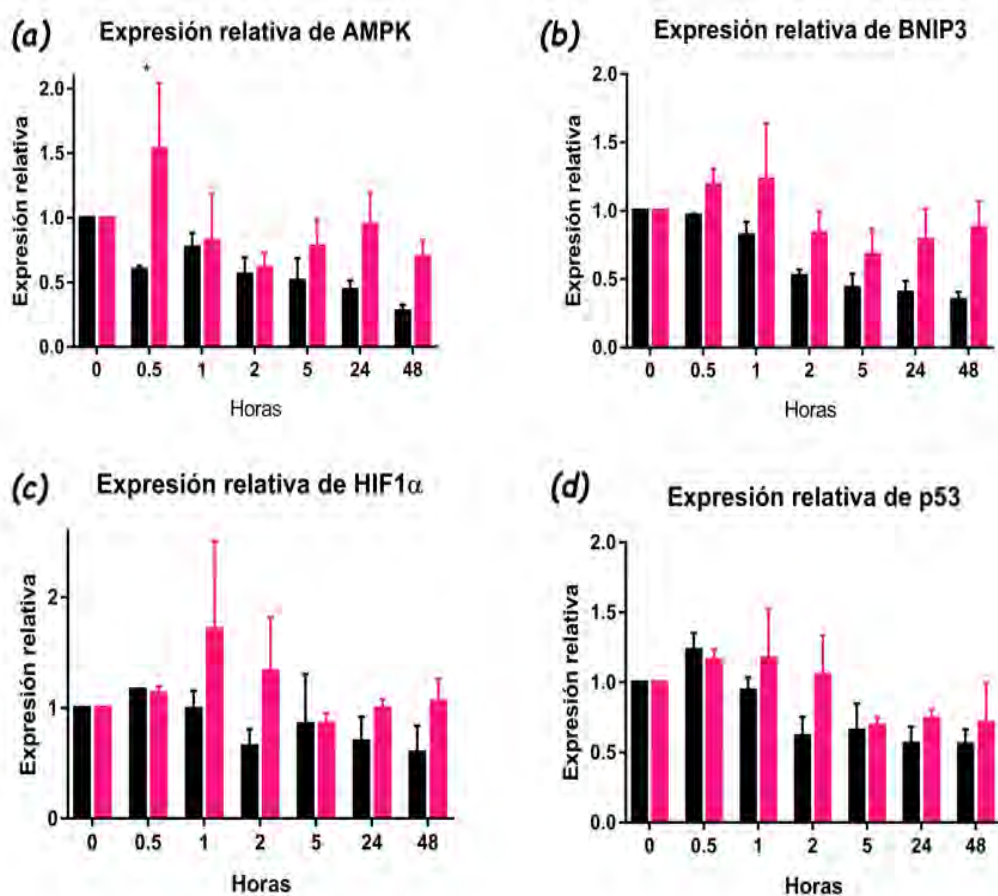 (a) Expresión relativa de AMPK
*
Expresión relativa
2.0
1.5
1.0
0.5
0.0
0 0.5 1 2 5 24 48
Horas
(b) Expresión relativa de BNIP3
Expresión relativa
2.0
1.5
1.0
0.5
0.0
0 0.5 1 2 5 24 48
Horas
(c) Expresión relativa de HIF1α
Expresión relativa
2
1
0
0 0.5 1 2 5 24 48
Horas
(d) Expresión relativa de p53
Expresión relativa
2.0
1.5
1.0
0.5
0.0
0 0.5 1 2 5 24 48
Horas